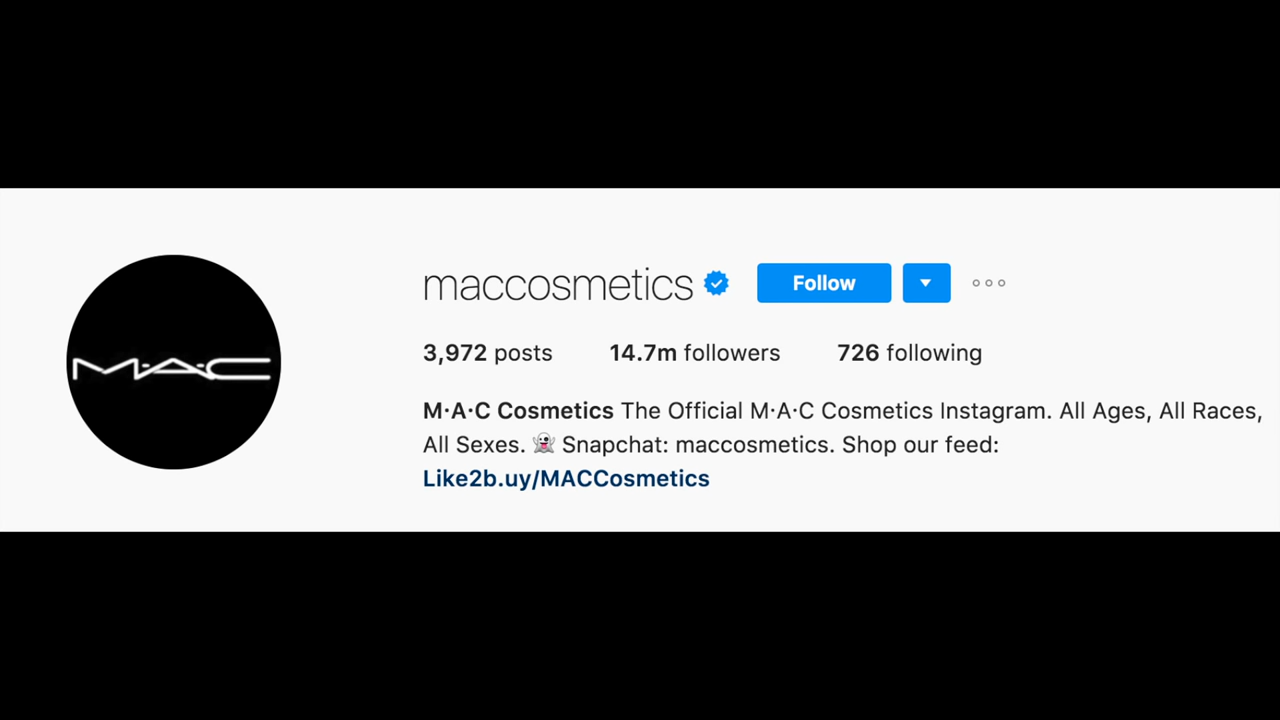 M·A·C
maccosmetics
Follow
3,972 posts 14.7m followers 726 following
M·A·C Cosmetics The Official M·A·C Cosmetics Instagram. All Ages, All Races,
All Sexes. 👻 Snapchat: maccosmetics. Shop our feed:
Like2b.uy/MACCosmetics